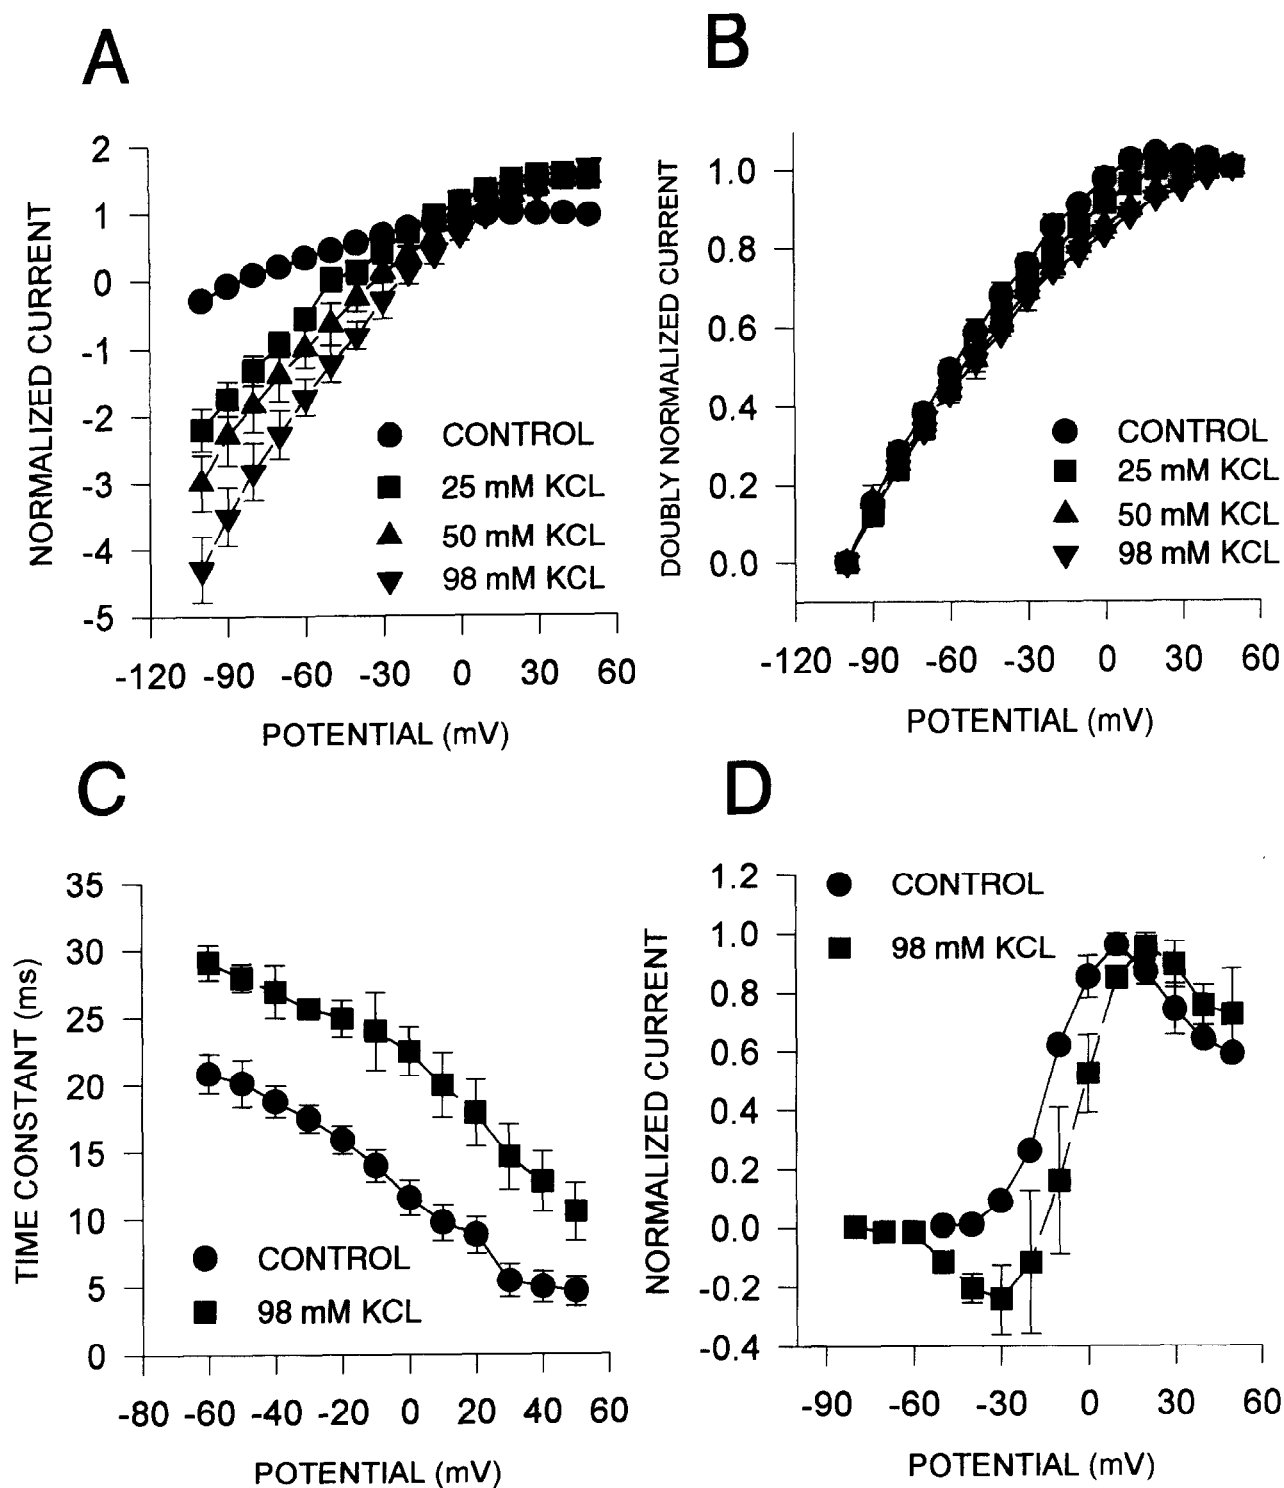 A
2
1
0
-1
-2
-3
-4
-5
NORMALIZED CURRENT
CONTROL
25 mM KCL
50 mM KCL
98 mM KCL
-120 -90 -60 -30 0 30 60
POTENTIAL (mV)
B
1.0
0.8
0.6
0.4
0.2
0.0
DOUBLY NORMALIZED CURRENT
CONTROL
25 mM KCL
50 mM KCL
98 mM KCL
-120 -90 -60 -30 0 30 60
POTENTIAL (mV)
C
35
30
25
20
15
10
5
0
TIME CONSTANT (ms)
CONTROL
98 mM KCL
-80 -60 -40 -20 0 20 40 60
POTENTIAL (mV)
D
1.2
1.0
0.8
0.6
0.4
0.2
0.0
-0.2
-0.4
NORMALIZED CURRENT
CONTROL
98 mM KCL
-90 -60 -30 0 30 60
POTENTIAL (mV)